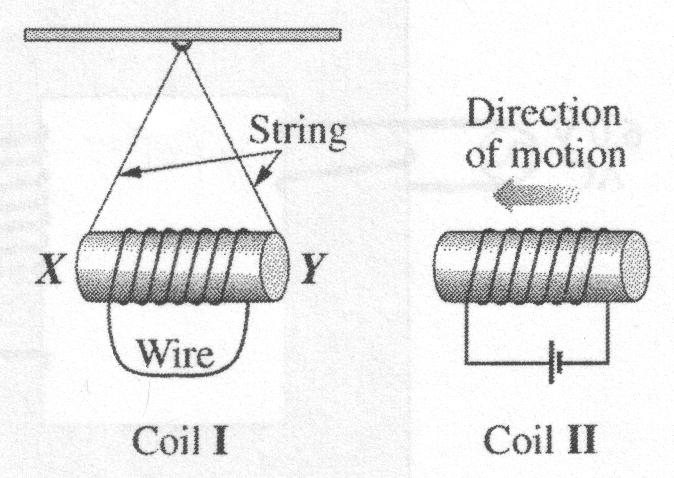 String
Direction
of motion
X
Y
Wire
Coil I
Coil II